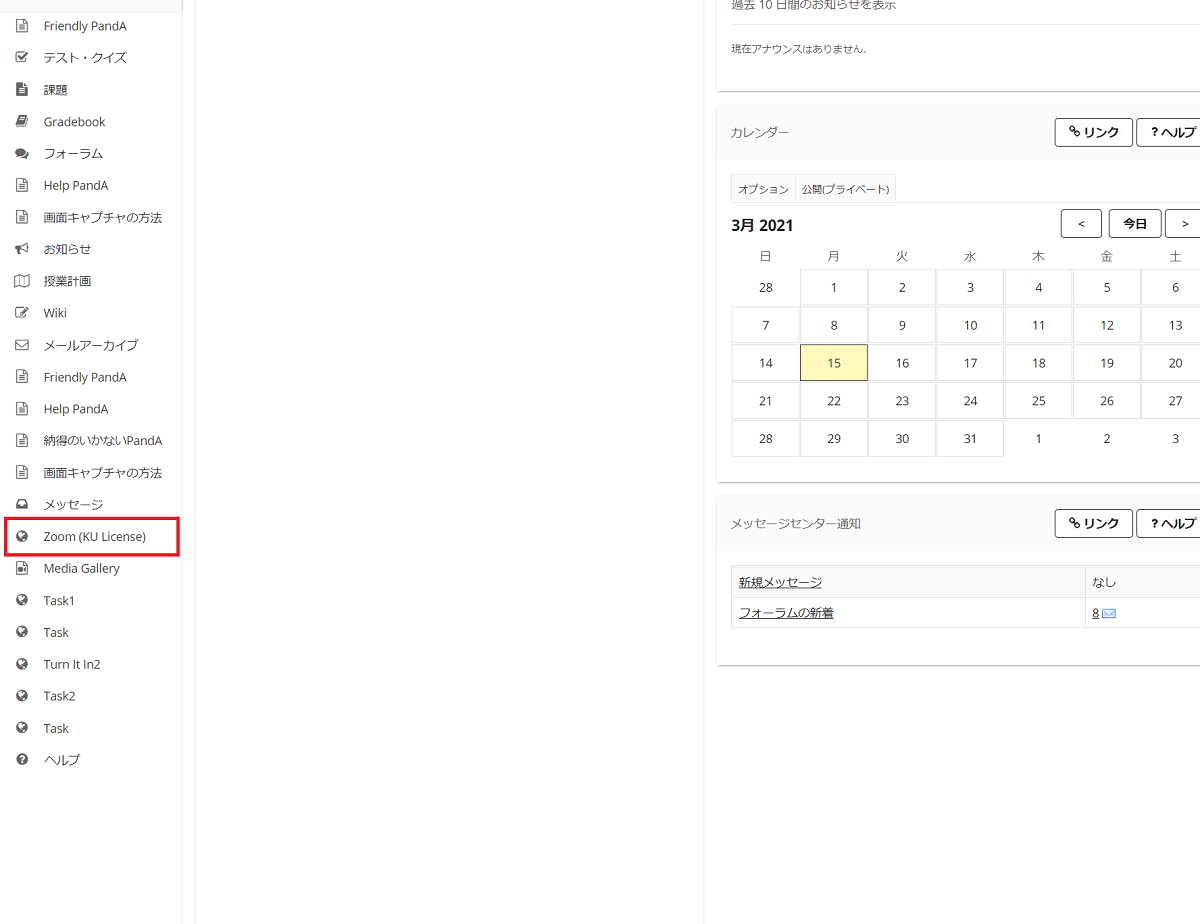 Friendly PandA
テスト・クイズ
課題
Gradebook
フォーラム
Help PandA
画面キャプチャの方法
お知らせ
授業計画
Wiki
メールアーカイブ
Friendly PandA
Help PandA
納得のいかないPandA
画面キャプチャの方法
メッセージ
Zoom (KU License)
Media Gallery
Task1
Task
Turn It In2
Task2
Task
ヘルプ
過去 10 日間のお知らせを表示
現在アナウンスはありません.
カレンダー リンク ? ヘルプ
オプション 公開(プライベート)
3月 2021 < 今日 >
日 月 火 水 木 金 土
28 1 2 3 4 5 6
7 8 9 10 11 12 13
14 15 16 17 18 19 20
21 22 23 24 25 26 27
28 29 30 31 1 2 3
メッセージセンター通知 リンク ? ヘルプ
新規メッセージ なし
フォーラムの新着 8